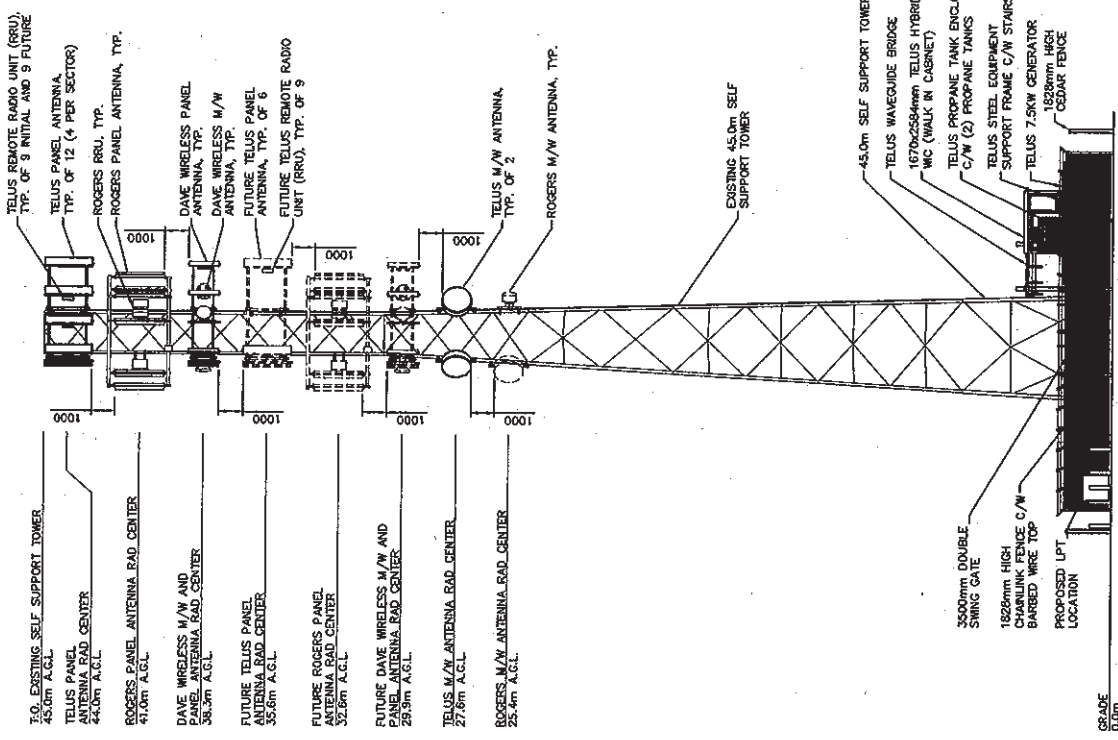 T.O. EXISTING SELF SUPPORT TOWER
45.0m A.G.L.
TELUS PANEL
ANTENNA RAD CENTER
44.0m A.G.L.
ROGERS PANEL ANTENNA RAD CENTER
41.0m A.G.L.
DAVE WIRELESS M/W AND
PANEL ANTENNA RAD CENTER
38.3m A.G.L.
FUTURE TELUS PANEL
ANTENNA RAD CENTER
35.6m A.G.L.
FUTURE ROGERS PANEL
ANTENNA RAD CENTER
32.6m A.G.L.
FUTURE DAVE WIRELESS M/W AND
PANEL ANTENNA RAD CENTER
29.9m A.G.L.
TELUS M/W ANTENNA RAD CENTER
27.6m A.G.L.
ROGERS M/W ANTENNA RAD CENTER
25.4m A.G.L.
1000
1000
1000
1000
1000
1000
1000
TELUS REMOTE RADIO UNIT (RRU),
TYP. OF 9 INITIAL AND 9 FUTURE
TELUS PANEL ANTENNA,
TYP. OF 12 (4 PER SECTOR)
ROGERS RRU, TYP.
ROGERS PANEL ANTENNA, TYP.
DAVE WIRELESS PANEL
ANTENNA, TYP.
DAVE WIRELESS M/W
ANTENNA, TYP.
FUTURE TELUS PANEL
ANTENNA, TYP. OF 6
FUTURE TELUS REMOTE RADIO
UNIT (RRU), TYP. OF 9
TELUS M/W ANTENNA,
TYP. OF 2
ROGERS M/W ANTENNA, TYP.
EXISTING 45.0m SELF
SUPPORT TOWER
45.0m SELF SUPPORT TOWER
TELUS WAVEGUIDE BRIDGE
1670x2584mm TELUS HYBRID
WIC (WALK IN CABINET)
TELUS PROPANE TANK ENCL
C/W (2) PROPANE TANKS
TELUS STEEL EQUIPMENT
SUPPORT FRAME C/W STAIRS
TELUS 7.5KW GENERATOR
1828mm HIGH
CEDAR FENCE
3500mm DOUBLE
SWING GATE
1828mm HIGH
CHAINLINK FENCE C/W
BARBED WIRE TOP
PROPOSED LPT
LOCATION
GRADE
0.0m